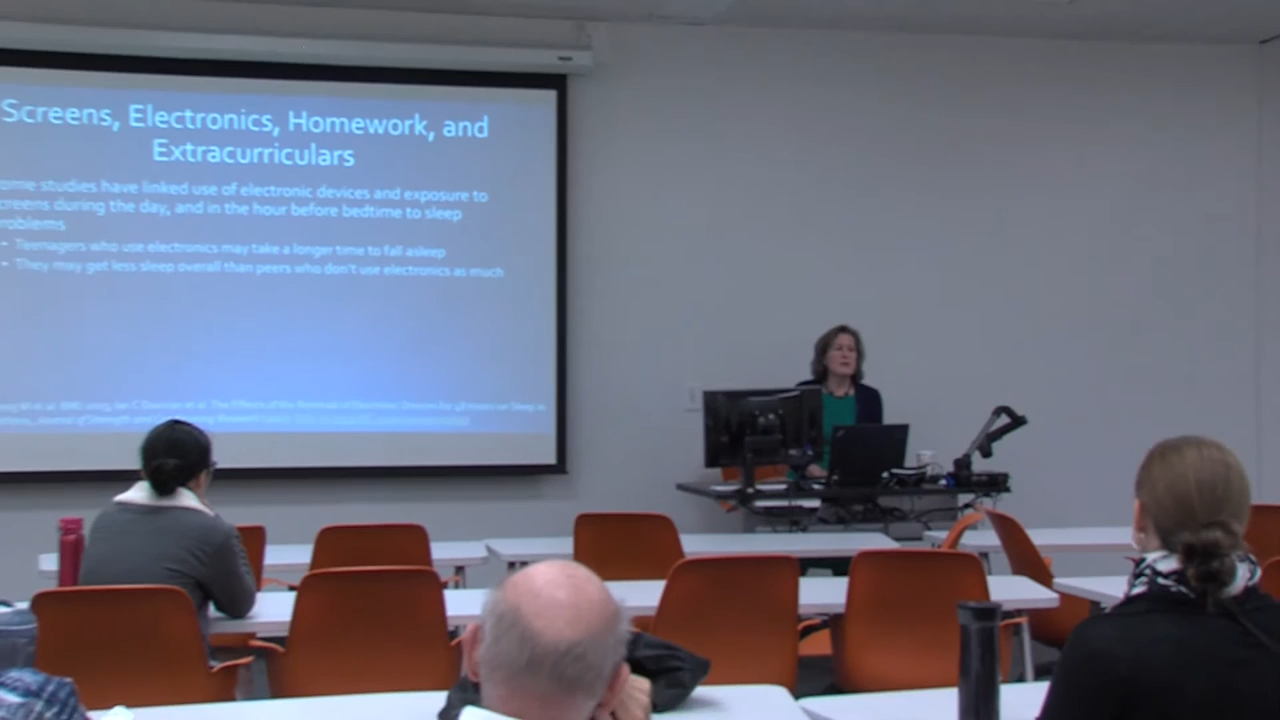 Screens, Electronics, Homework, and
Extracurriculars
ome studies have linked use of electronic devices and exposure to
creens during the day, and in the hour before bedtime to sleep
roblems
- Teenagers who use electronics may take a longer time to fall asleep
- They may get less sleep overall than peers who don't use electronics as much